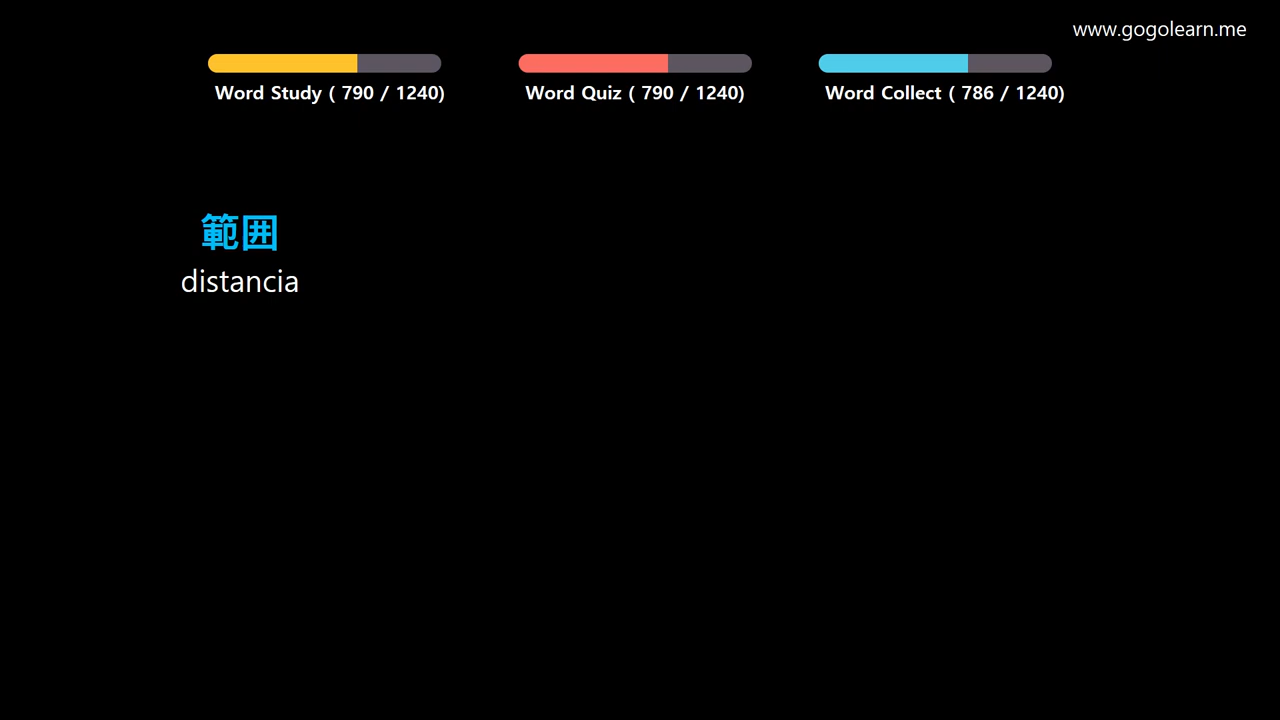 www.gogolearn.me
Word Study ( 790 / 1240)
Word Quiz ( 790 / 1240)
Word Collect ( 786 / 1240)
範囲
distancia